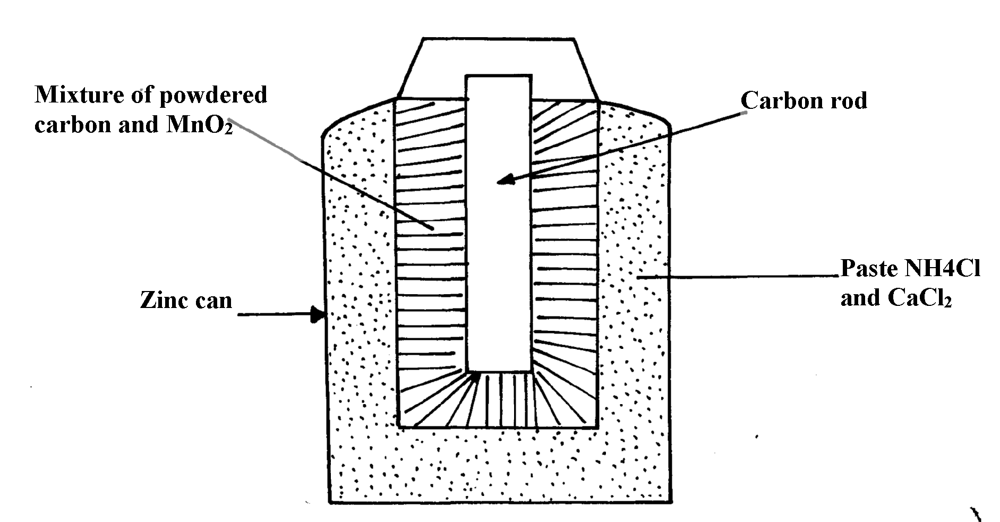 Mixture of powdered
carbon and MnO₂
Carbon rod
Zinc can
Paste NH4Cl
and CaCl₂